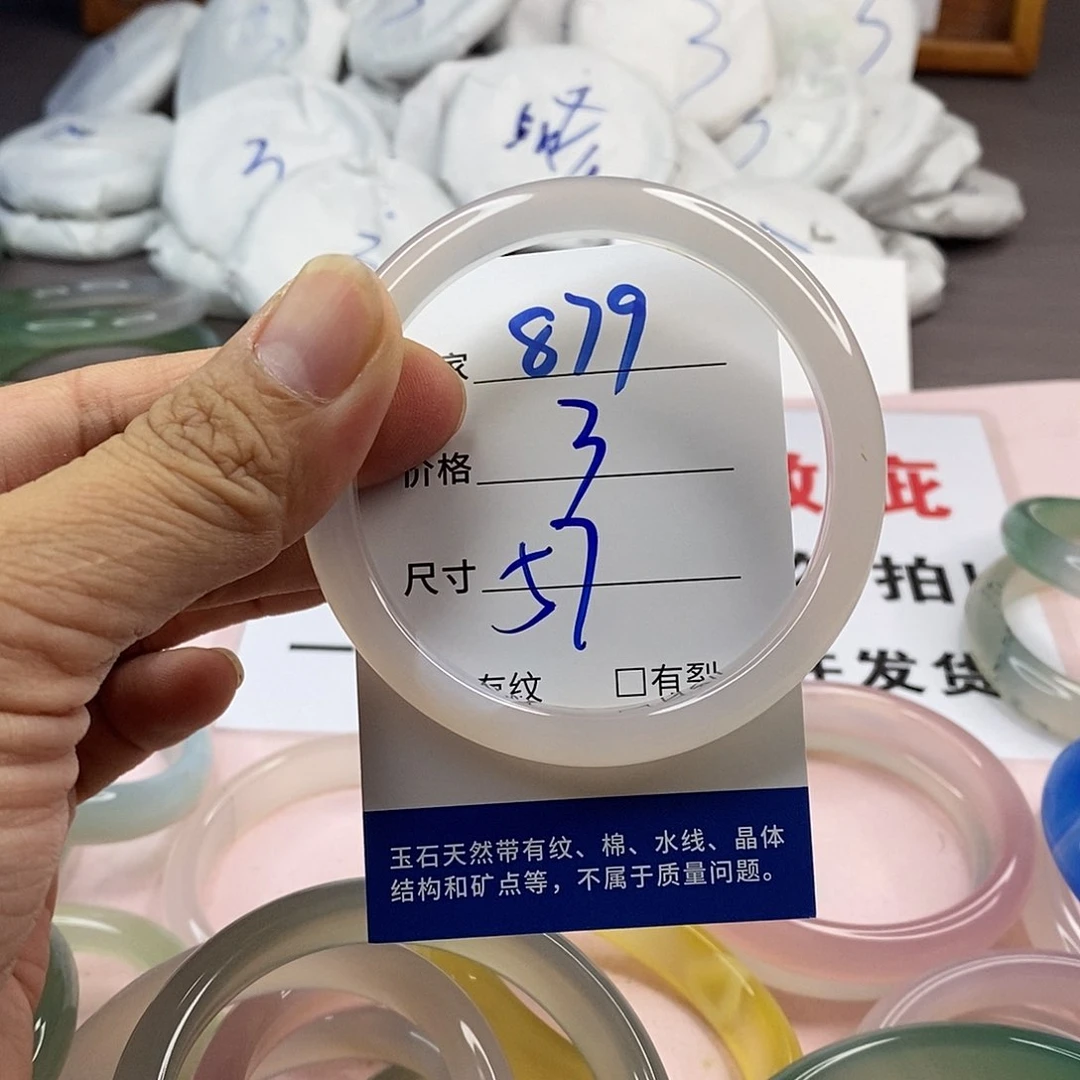 3
家 879
价格 3
尺寸 57
有纹 □有裂
疵
拍
发货
玉石天然带有纹、棉、水线、晶体
结构和矿点等，不属于质量问题。